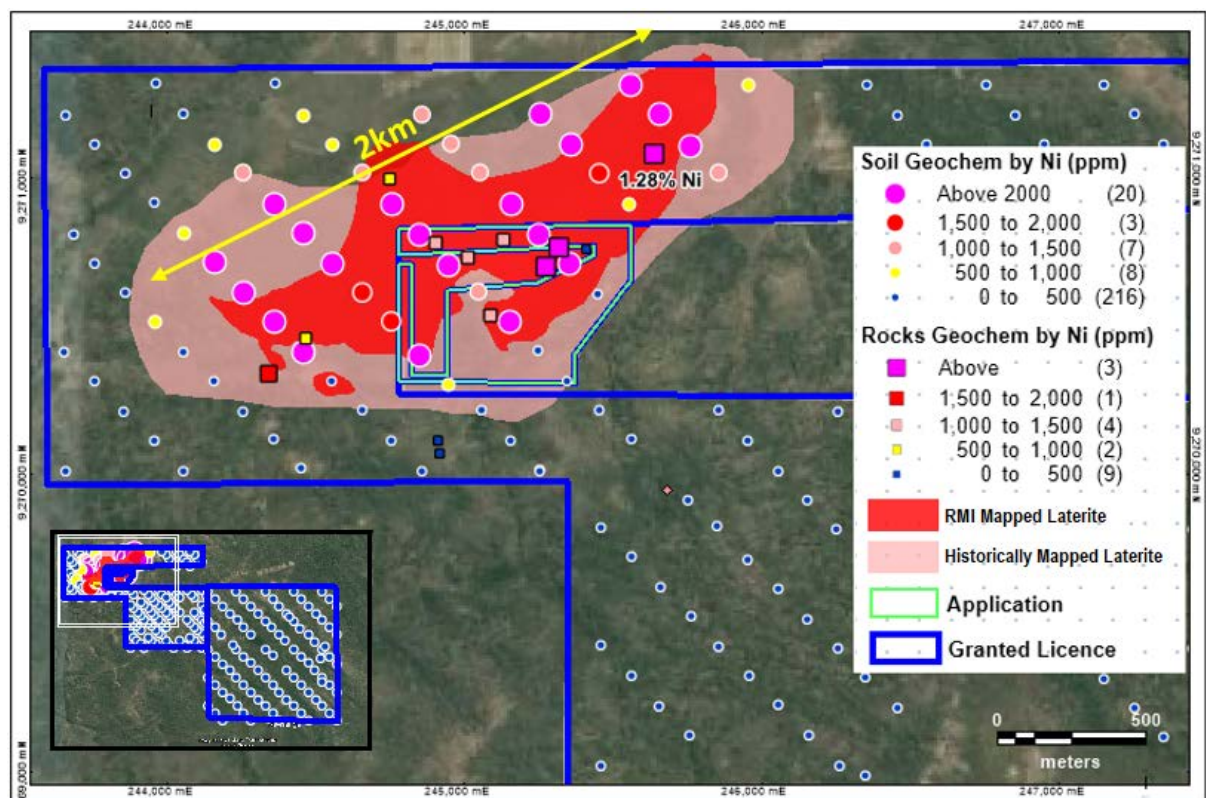 244,000 mE 245,000 mE 246,000 mE 247,000 mE
2km
9,271,000 mN
9,271,000 mN
1.28% Ni
Soil Geochem by Ni (ppm)
Above 2000 (20)
1,500 to 2,000 (3)
1,000 to 1,500 (7)
500 to 1,000 (8)
0 to 500 (216)
Rocks Geochem by Ni (ppm)
Above (3)
1,500 to 2,000 (1)
1,000 to 1,500 (4)
500 to 1,000 (2)
0 to 500 (9)
RMI Mapped Laterite
Historically Mapped Laterite
Application
Granted Licence
9,270,000 mN
9,270,000 mN
0 500
meters
69,000 mN
244,000 mE 245,000 mE 246,000 mE 247,000 mE